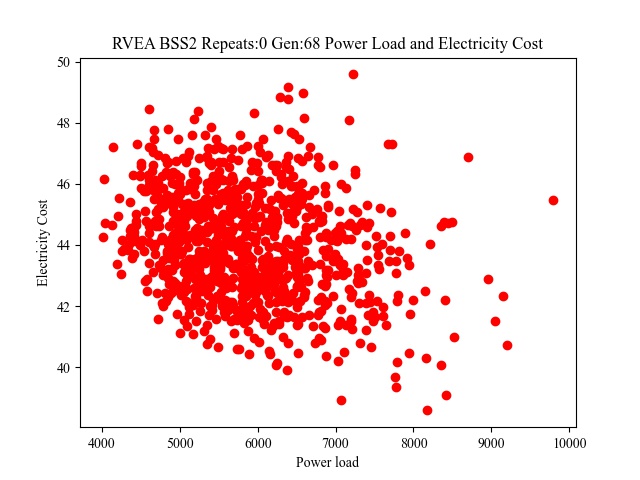 RVEA BSS2 Repeats:0 Gen:68 Power Load and Electricity Cost
50
48
46
44
42
40
Electricity Cost
4000 5000 6000 7000 8000 9000 10000
Power load